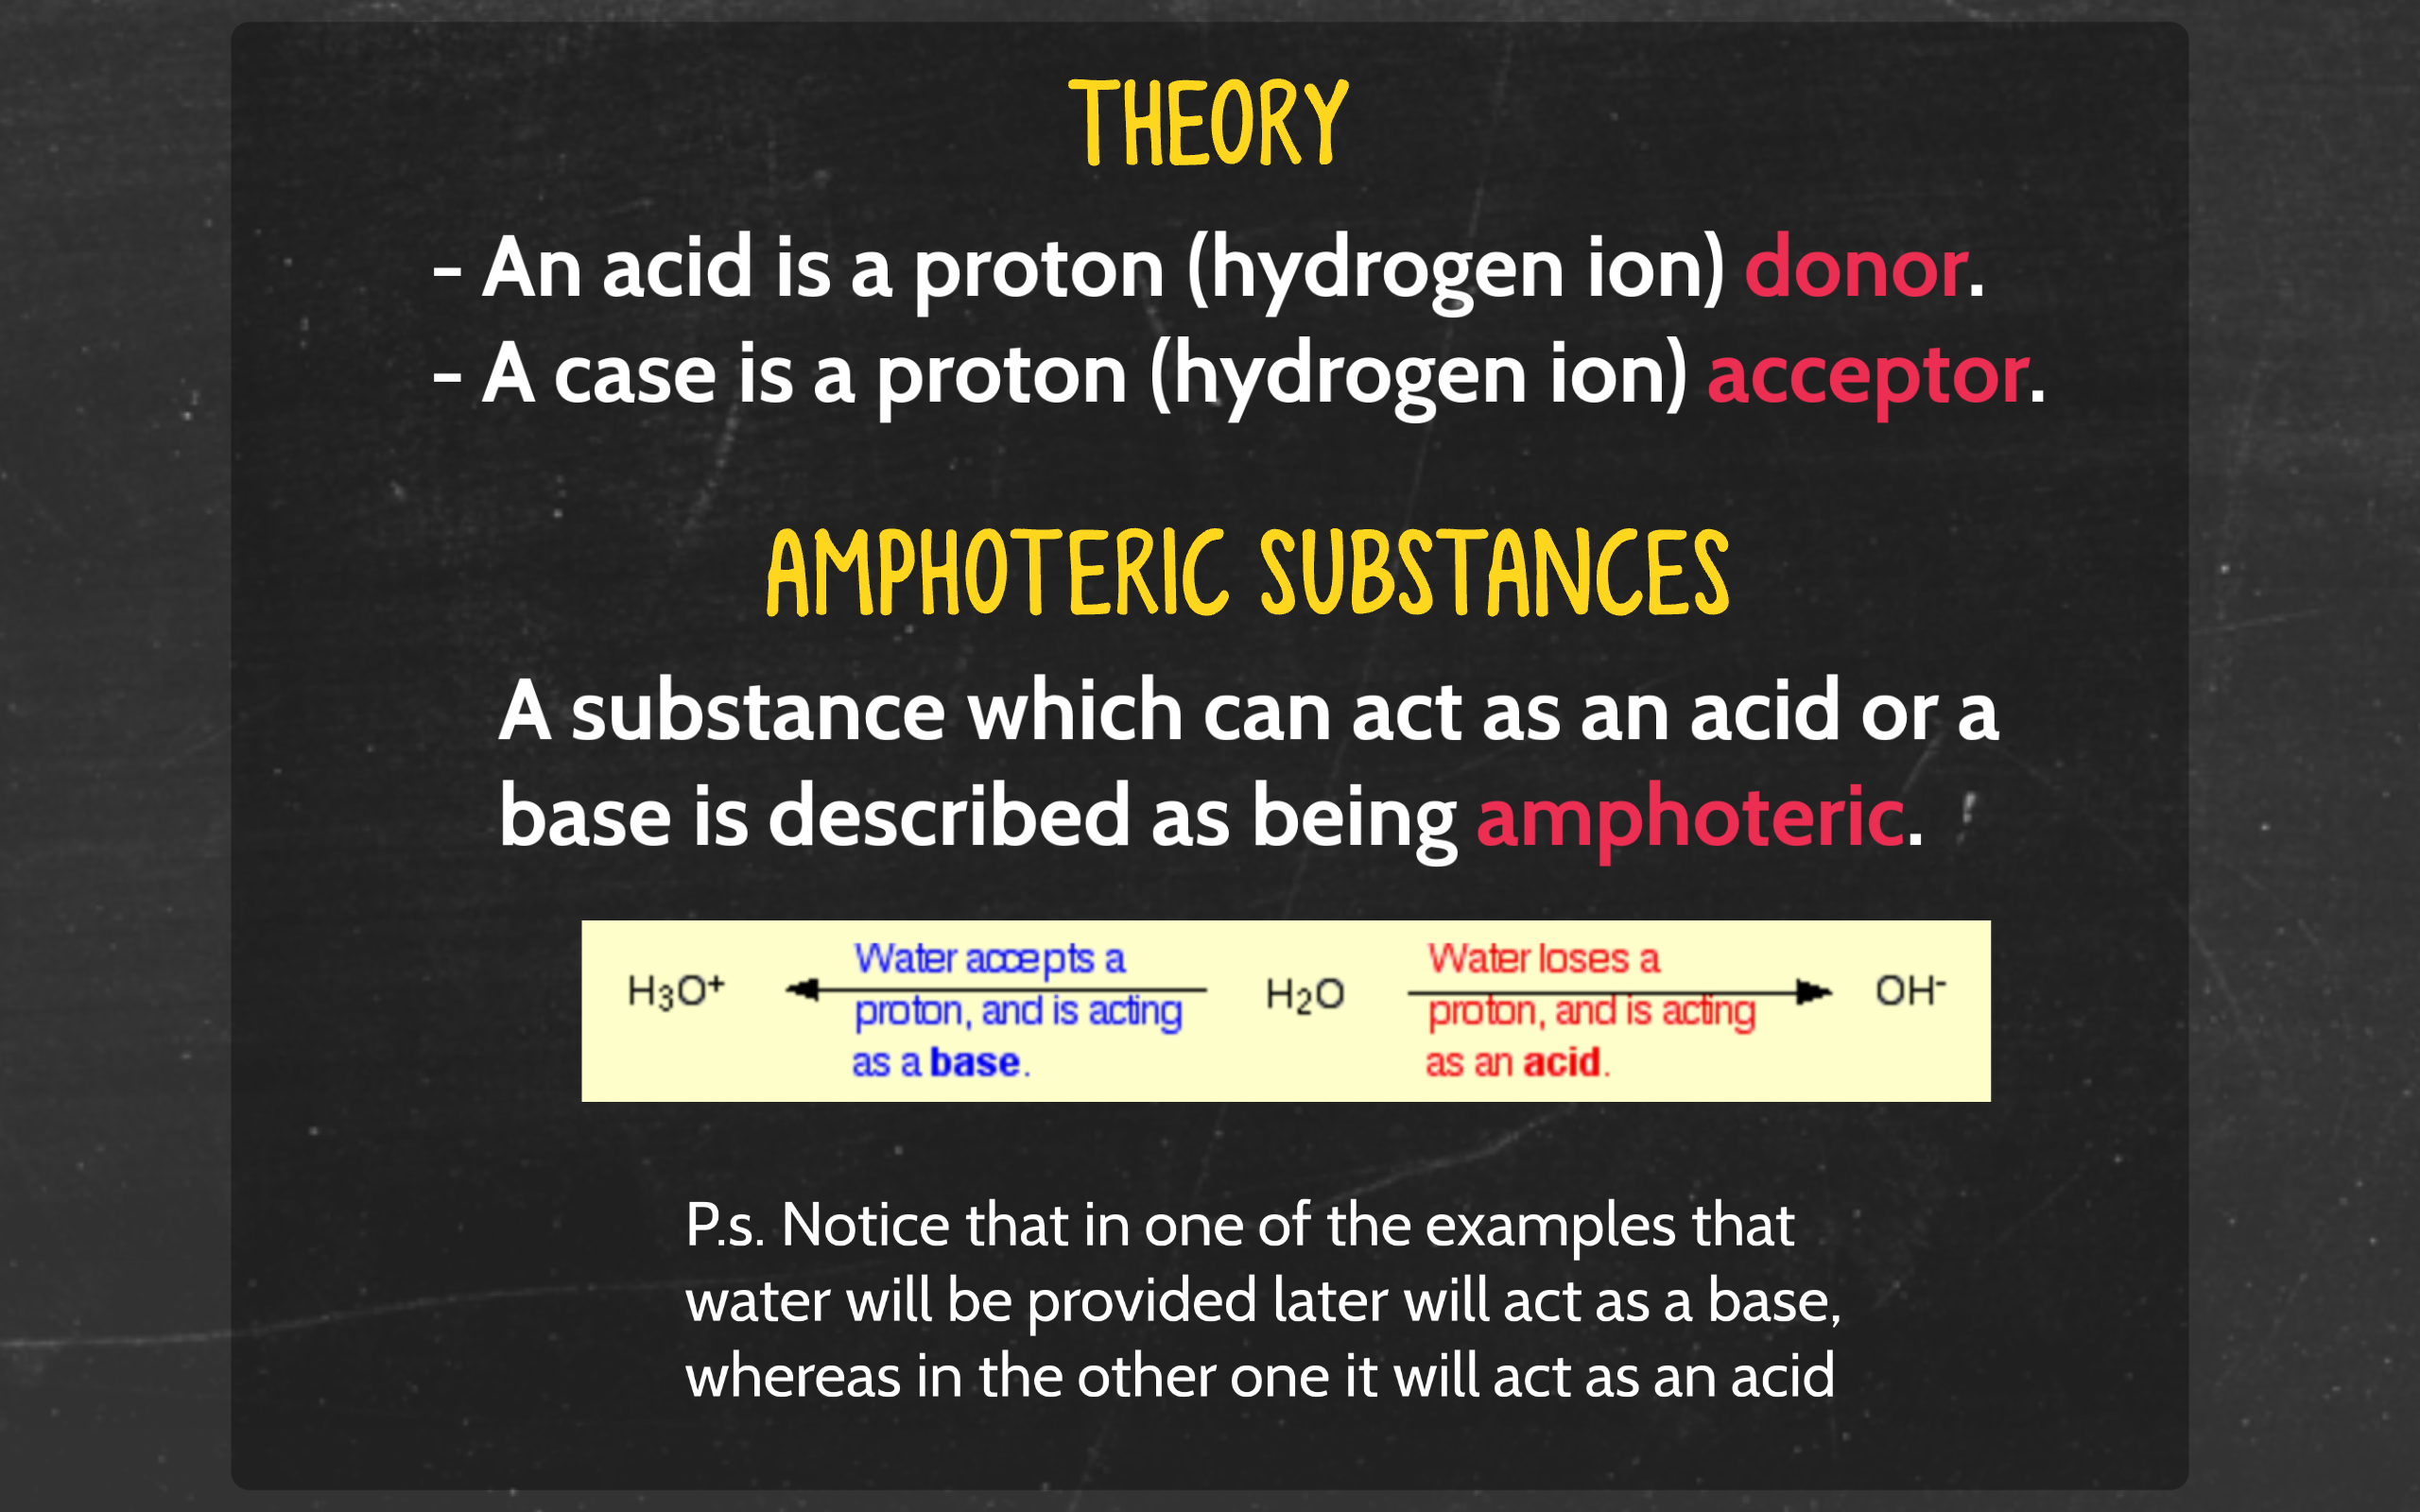 THEORY
- An acid is a proton (hydrogen ion) donor.
- A case is a proton (hydrogen ion) acceptor.
AMPHOTERIC SUBSTANCES
A substance which can act as an acid or a
base is described as being amphoteric.
H₃O⁺
Water accepts a
proton, and is acting
as a base.
H₂O
Water loses a
proton, and is acting
as an acid.
OH⁻
P.s. Notice that in one of the examples that
water will be provided later will act as a base,
whereas in the other one it will act as an acid